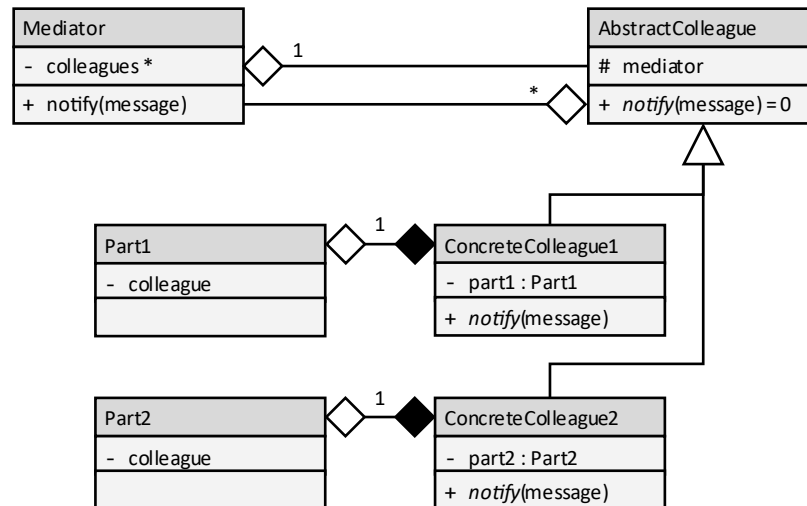 Mediator
- colleagues *
+ notify(message)
1
*
AbstractColleague
# mediator
+ notify(message) = 0
Part1
- colleague
1
ConcreteColleague1
- part1 : Part1
+ notify(message)
Part2
- colleague
1
ConcreteColleague2
- part2 : Part2
+ notify(message)